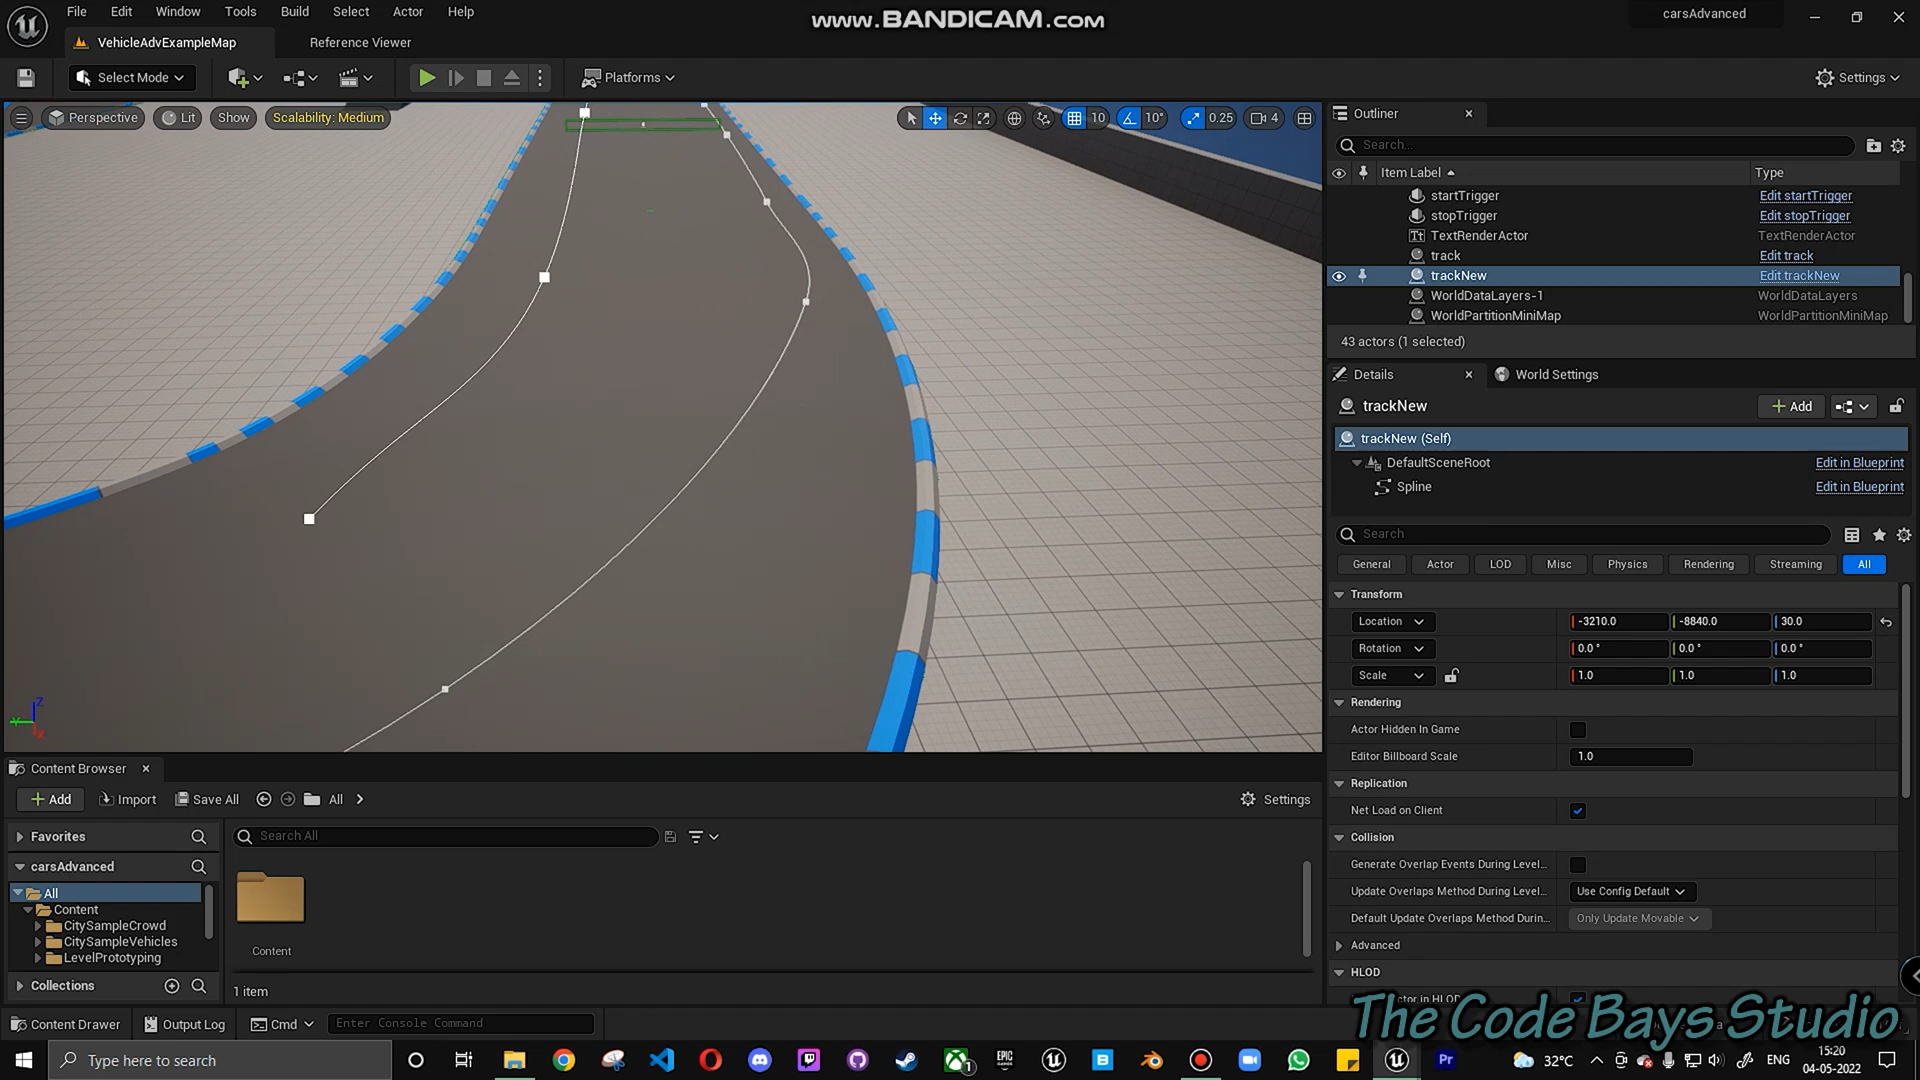 File Edit Window Tools Build Select Actor Help
www.BANDICAM.com
carsAdvanced
VehicleAdvExampleMap
Reference Viewer
Select Mode
Platforms
Settings
Perspective
Lit
Show
Scalability: Medium
10
10°
0.25
4
Outliner
Search...
Item Label
Type
startTrigger
Edit startTrigger
stopTrigger
Edit stopTrigger
TextRenderActor
TextRenderActor
track
Edit track
trackNew
Edit trackNew
WorldDataLayers-1
WorldDataLayers
WorldPartitionMiniMap
WorldPartitionMiniMap
43 actors (1 selected)
Details
World Settings
trackNew
Add
trackNew (Self)
DefaultSceneRoot
Edit in Blueprint
Spline
Edit in Blueprint
Search
General
Actor
LOD
Misc
Physics
Rendering
Streaming
All
Transform
Location
-3210.0
-8840.0
30.0
Rotation
0.0 °
0.0 °
0.0 °
Scale
1.0
1.0
1.0
Rendering
Actor Hidden In Game
Editor Billboard Scale
1.0
Replication
Net Load on Client
Collision
Generate Overlap Events During Level...
Update Overlaps Method During Level...
Use Config Default
Default Update Overlaps Method Durin...
Only Update Movable
Advanced
HLOD
ctor in HLOD
The Code Bays Studio
Z
Y
X
Content Browser
Add
Import
Save All
All
Settings
Favorites
Search All
carsAdvanced
All
Content
CitySampleCrowd
CitySampleVehicles
LevelPrototyping
Content
Collections
1 item
Content Drawer
Output Log
Cmd
Enter Console Command
Type here to search
1
EPIC
GAMES
B
Pr
32°C
ENG
15:20
04-05-2022